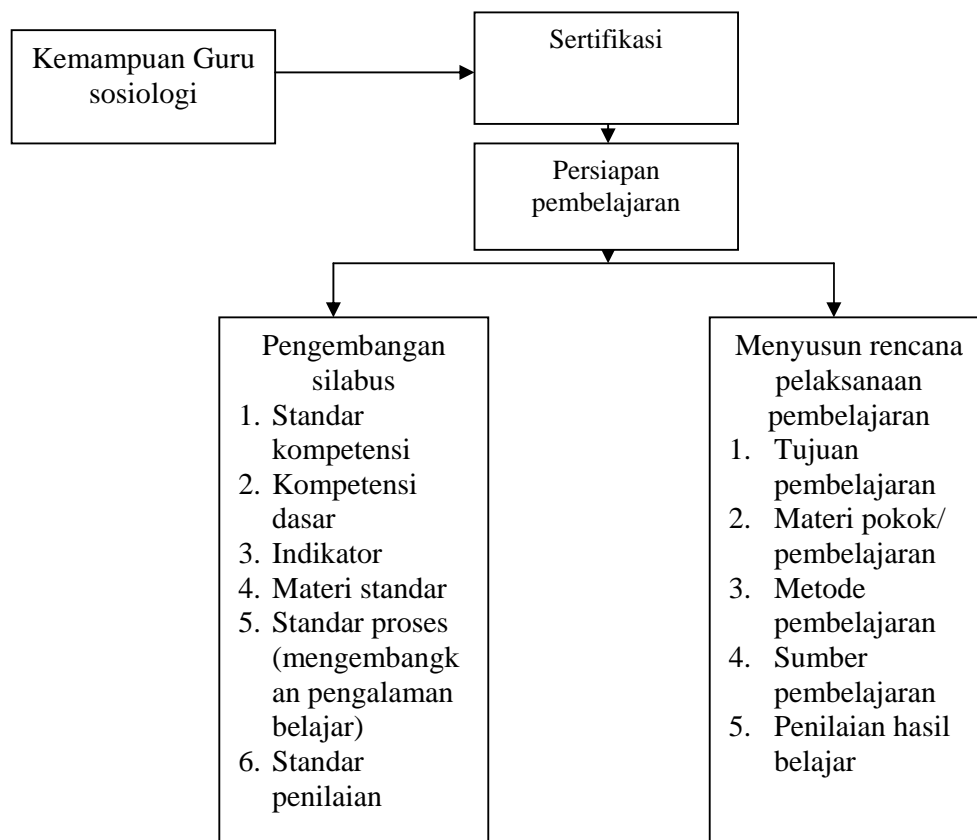 Kemampuan Guru
sosiologi
Sertifikasi
Persiapan
pembelajaran
Pengembangan
silabus
1. Standar
kompetensi
2. Kompetensi
dasar
3. Indikator
4. Materi standar
5. Standar proses
(mengembangk
an pengalaman
belajar)
6. Standar
penilaian
Menyusun rencana
pelaksanaan
pembelajaran
1. Tujuan
pembelajaran
2. Materi pokok/
pembelajaran
3. Metode
pembelajaran
4. Sumber
pembelajaran
5. Penilaian hasil
belajar